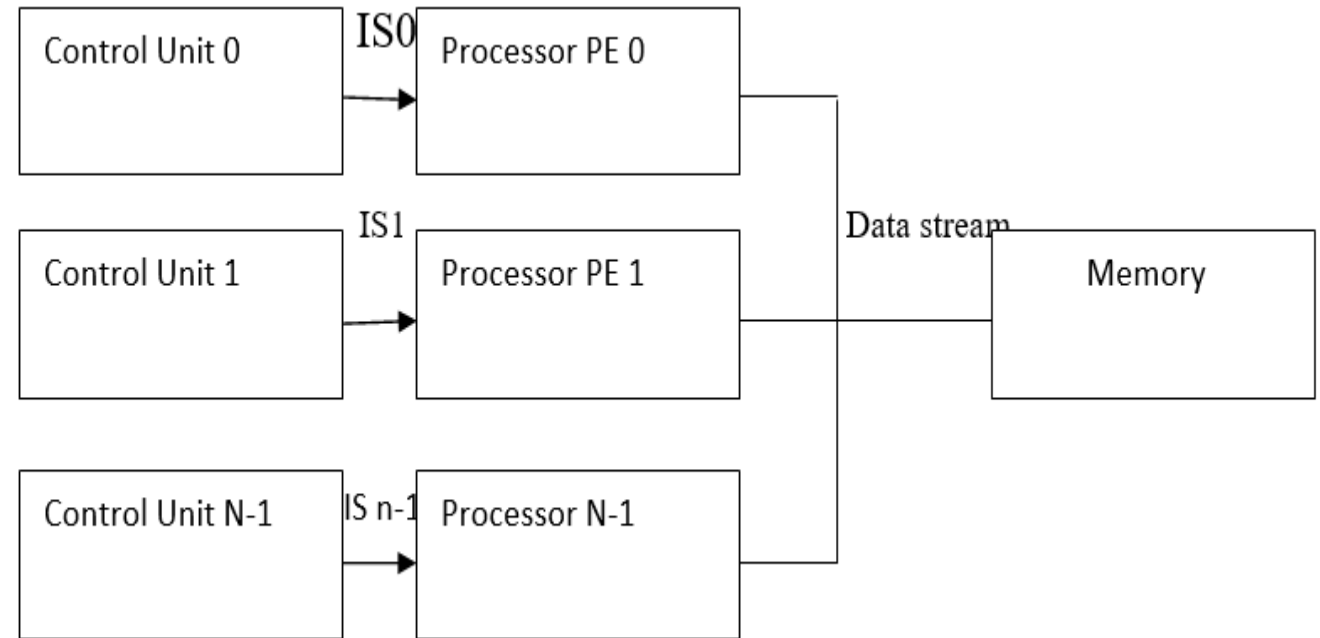 Control Unit 0
IS0
Processor PE 0
IS1
Data stream
Control Unit 1
Processor PE 1
Memory
Control Unit N-1
IS n-1
Processor N-1